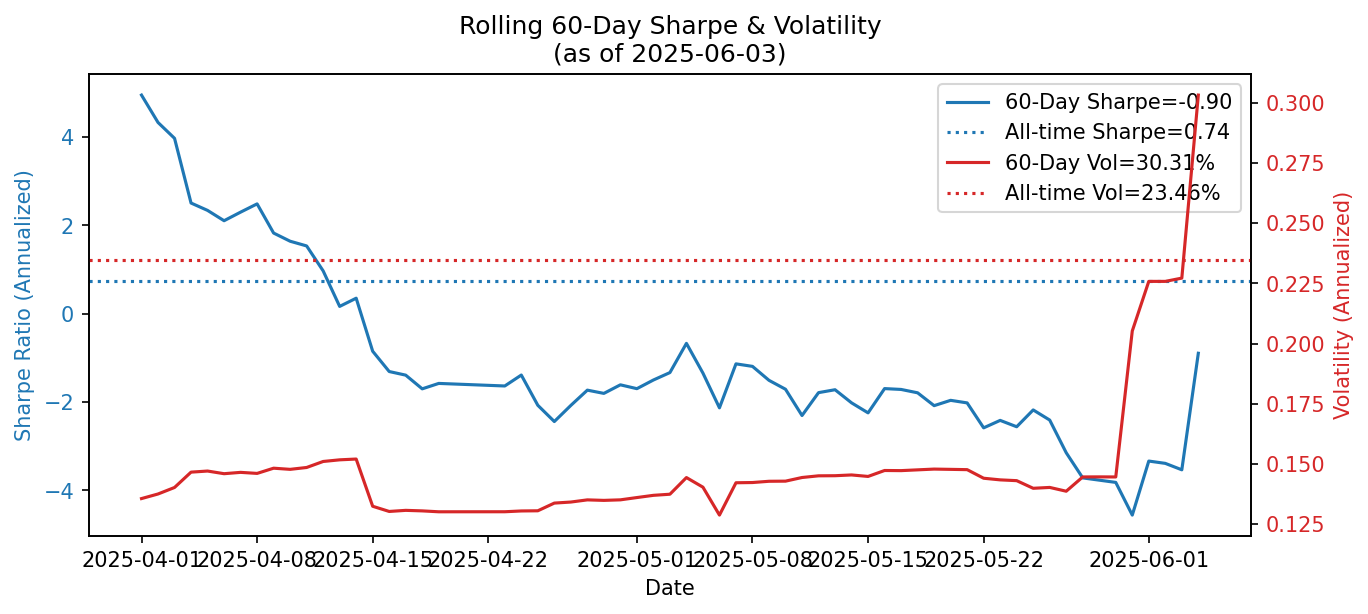 Rolling 60-Day Sharpe & Volatility
(as of 2025-06-03)
Sharpe Ratio (Annualized)
4
2
0
−2
−4
60-Day Sharpe=-0.90
All-time Sharpe=0.74
60-Day Vol=30.31%
All-time Vol=23.46%
0.300
0.275
0.250
0.225
0.200
0.175
0.150
0.125
Volatility (Annualized)
2025-04-01
2025-04-08
2025-04-15
2025-04-22
2025-05-01
2025-05-08
2025-05-15
2025-05-22
2025-06-01
Date